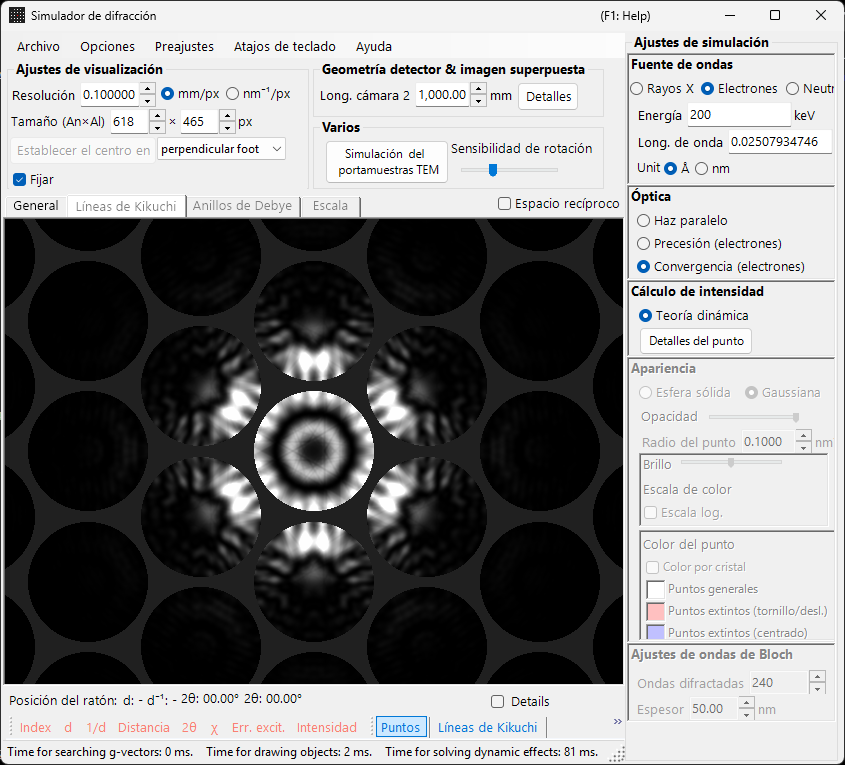 Simulador de difracción
(F1: Help)
Archivo Opciones Preajustes Atajos de teclado Ayuda
Ajustes de visualización
Resolución 0.100000 mm/px nm⁻¹/px
Tamaño (An×Al) 618 × 465 px
Establecer el centro en perpendicular foot
Fijar
Geometría detector & imagen superpuesta
Long. cámara 2 1,000.00 mm Detalles
Varios
Simulación del
portamuestras TEM
Sensibilidad de rotación
General Líneas de Kikuchi Anillos de Debye Escala
Espacio recíproco
Ajustes de simulación
Fuente de ondas
Rayos X Electrones Neutr
Energía 200 keV
Long. de onda 0.02507934746
Unit Å nm
Óptica
Haz paralelo
Precesión (electrones)
Convergencia (electrones)
Cálculo de intensidad
Teoría dinámica
Detalles del punto
Apariencia
Esfera sólida Gaussiana
Opacidad
Radio del punto 0.1000 nm
Brillo
Escala de color
Escala log.
Color del punto
Color por cristal
Puntos generales
Puntos extintos (tornillo/desl.)
Puntos extintos (centrado)
Ajustes de ondas de Bloch
Ondas difractadas 240
Espesor 50.00 nm
Posición del ratón: d: - d⁻¹: - 2θ: 00.00° 2θ: 00.00°
Details
Index d 1/d Distancia 2θ χ Err. excit. Intensidad Puntos Líneas de Kikuchi »
Time for searching g-vectors: 0 ms. Time for drawing objects: 2 ms. Time for solving dynamic effects: 81 ms.